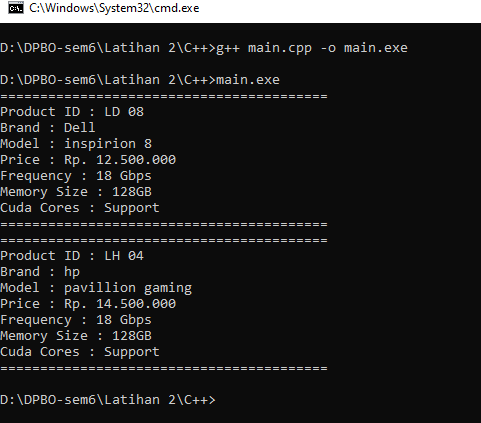 C:\Windows\System32\cmd.exe
D:\DPBO-sem6\Latihan 2\C++>g++ main.cpp -o main.exe
D:\DPBO-sem6\Latihan 2\C++>main.exe
=========================================
Product ID : LD 08
Brand : Dell
Model : inspirion 8
Price : Rp. 12.500.000
Frequency : 18 Gbps
Memory Size : 128GB
Cuda Cores : Support
=========================================
=========================================
Product ID : LH 04
Brand : hp
Model : pavillion gaming
Price : Rp. 14.500.000
Frequency : 18 Gbps
Memory Size : 128GB
Cuda Cores : Support
=========================================
D:\DPBO-sem6\Latihan 2\C++>